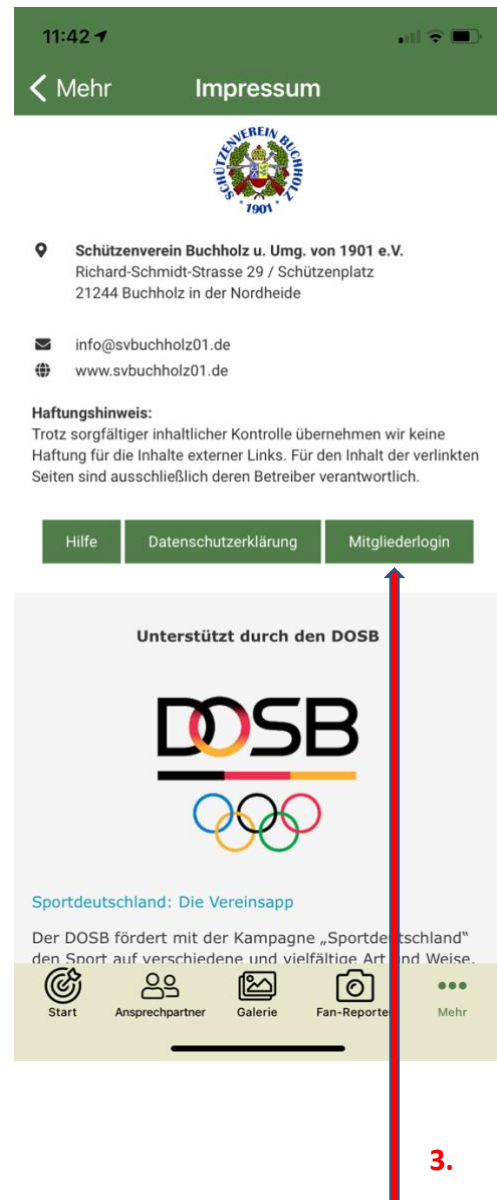 11:42
Mehr
Impressum
SCHÜTZENVEREIN BUCHHOLZ
1901
Schützenverein Buchholz u. Umg. von 1901 e.V.
Richard-Schmidt-Strasse 29 / Schützenplatz
21244 Buchholz in der Nordheide
info@svbuchholz01.de
www.svbuchholz01.de
Haftungshinweis:
Trotz sorgfältiger inhaltlicher Kontrolle übernehmen wir keine
Haftung für die Inhalte externer Links. Für den Inhalt der verlinkten
Seiten sind ausschließlich deren Betreiber verantwortlich.
Hilfe
Datenschutzerklärung
Mitgliederlogin
Unterstützt durch den DOSB
DOSB
Sportdeutschland: Die Vereinsapp
Der DOSB fördert mit der Kampagne „Sportdeutschland“
den Sport auf verschiedene und vielfältige Art und Weise.
Start
Ansprechpartner
Galerie
Fan-Reporter
Mehr
3.